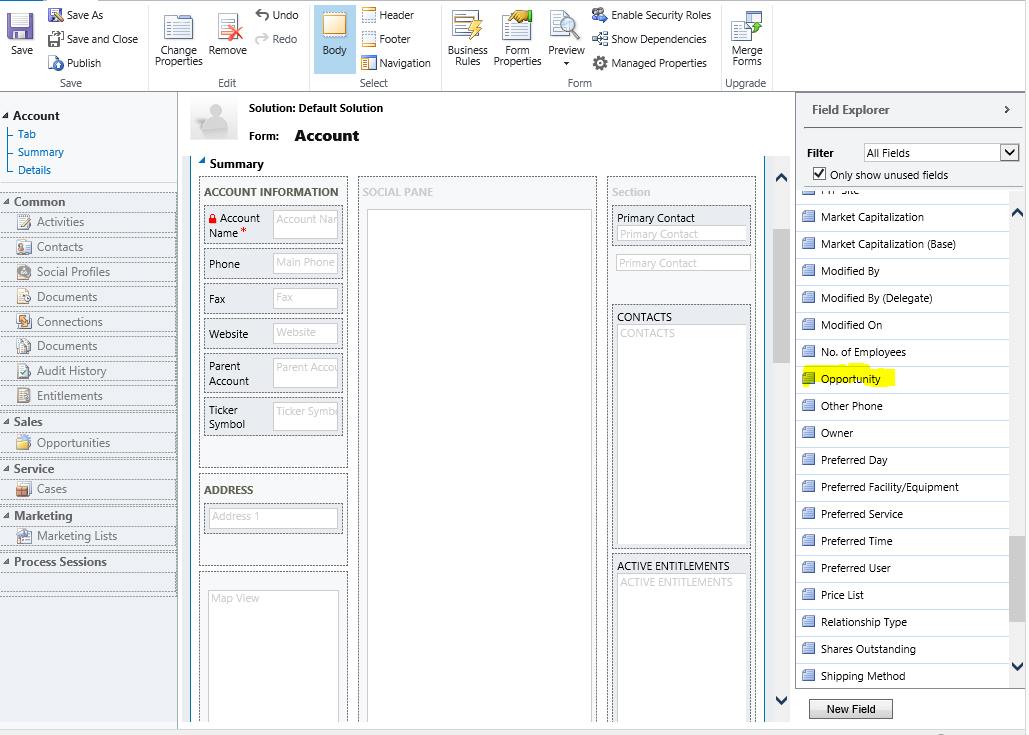 Save
Save As
Save and Close
Publish
Save
Change
Properties
Remove
Undo
Redo
Edit
Body
Header
Footer
Navigation
Select
Business
Rules
Form
Properties
Preview
Enable Security Roles
Show Dependencies
Managed Properties
Form
Merge
Forms
Upgrade
Account
Tab
Summary
Details
Common
Activities
Contacts
Social Profiles
Documents
Connections
Documents
Audit History
Entitlements
Sales
Opportunities
Service
Cases
Marketing
Marketing Lists
Process Sessions
Solution: Default Solution
Form: Account
Summary
ACCOUNT INFORMATION
Account
Name *
Account Nar
Phone
Main Phone
Fax
Fax
Website
Website
Parent
Account
Parent Accou
Ticker
Symbol
Ticker Symbo
ADDRESS
Address 1
Map View
SOCIAL PANE
Section
Primary Contact
Primary Contact
Primary Contact
CONTACTS
CONTACTS
ACTIVE ENTITLEMENTS
ACTIVE ENTITLEMENTS
Field Explorer
Filter
All Fields
Only show unused fields
Market Capitalization
Market Capitalization (Base)
Modified By
Modified By (Delegate)
Modified On
No. of Employees
Opportunity
Other Phone
Owner
Preferred Day
Preferred Facility/Equipment
Preferred Service
Preferred Time
Preferred User
Price List
Relationship Type
Shares Outstanding
Shipping Method
New Field